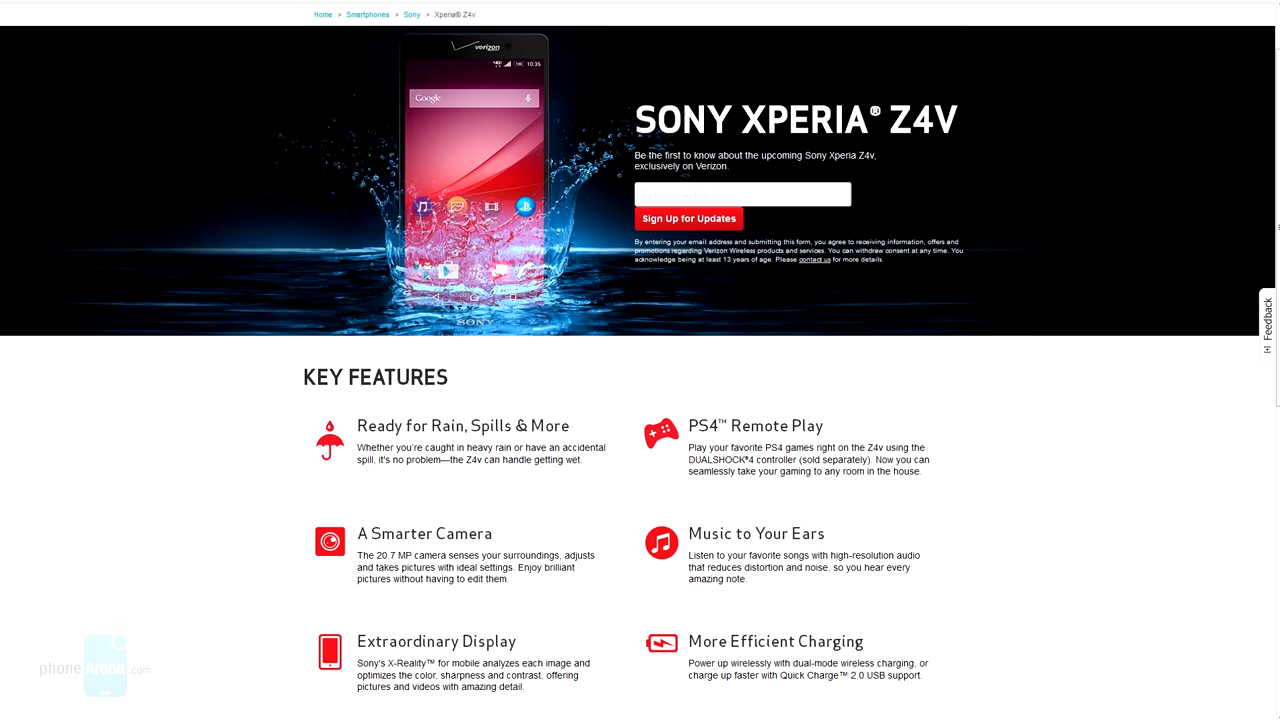 Home > Smartphones > Sony > Xperia® Z4v
verizon
10:35
Google
SONY
SONY XPERIA® Z4V
Be the first to know about the upcoming Sony Xperia Z4v,
exclusively on Verizon.
Sign Up for Updates
By entering your email address and submitting this form, you agree to receiving information, offers and
promotions regarding Verizon Wireless products and services. You can withdraw consent at any time. You
acknowledge being at least 13 years of age. Please contact us for more details.
[+] Feedback
KEY FEATURES
Ready for Rain, Spills & More
Whether you're caught in heavy rain or have an accidental
spill, it's no problem—the Z4v can handle getting wet.
PS4™ Remote Play
Play your favorite PS4 games right on the Z4v using the
DUALSHOCK®4 controller (sold separately). Now you can
seamlessly take your gaming to any room in the house.
A Smarter Camera
The 20.7 MP camera senses your surroundings, adjusts
and takes pictures with ideal settings. Enjoy brilliant
pictures without having to edit them.
Music to Your Ears
Listen to your favorite songs with high-resolution audio
that reduces distortion and noise, so you hear every
amazing note.
Extraordinary Display
Sony's X-Reality™ for mobile analyzes each image and
optimizes the color, sharpness and contrast, offering
pictures and videos with amazing detail.
More Efficient Charging
Power up wirelessly with dual-mode wireless charging, or
charge up faster with Quick Charge™ 2.0 USB support.
phoneArena.com